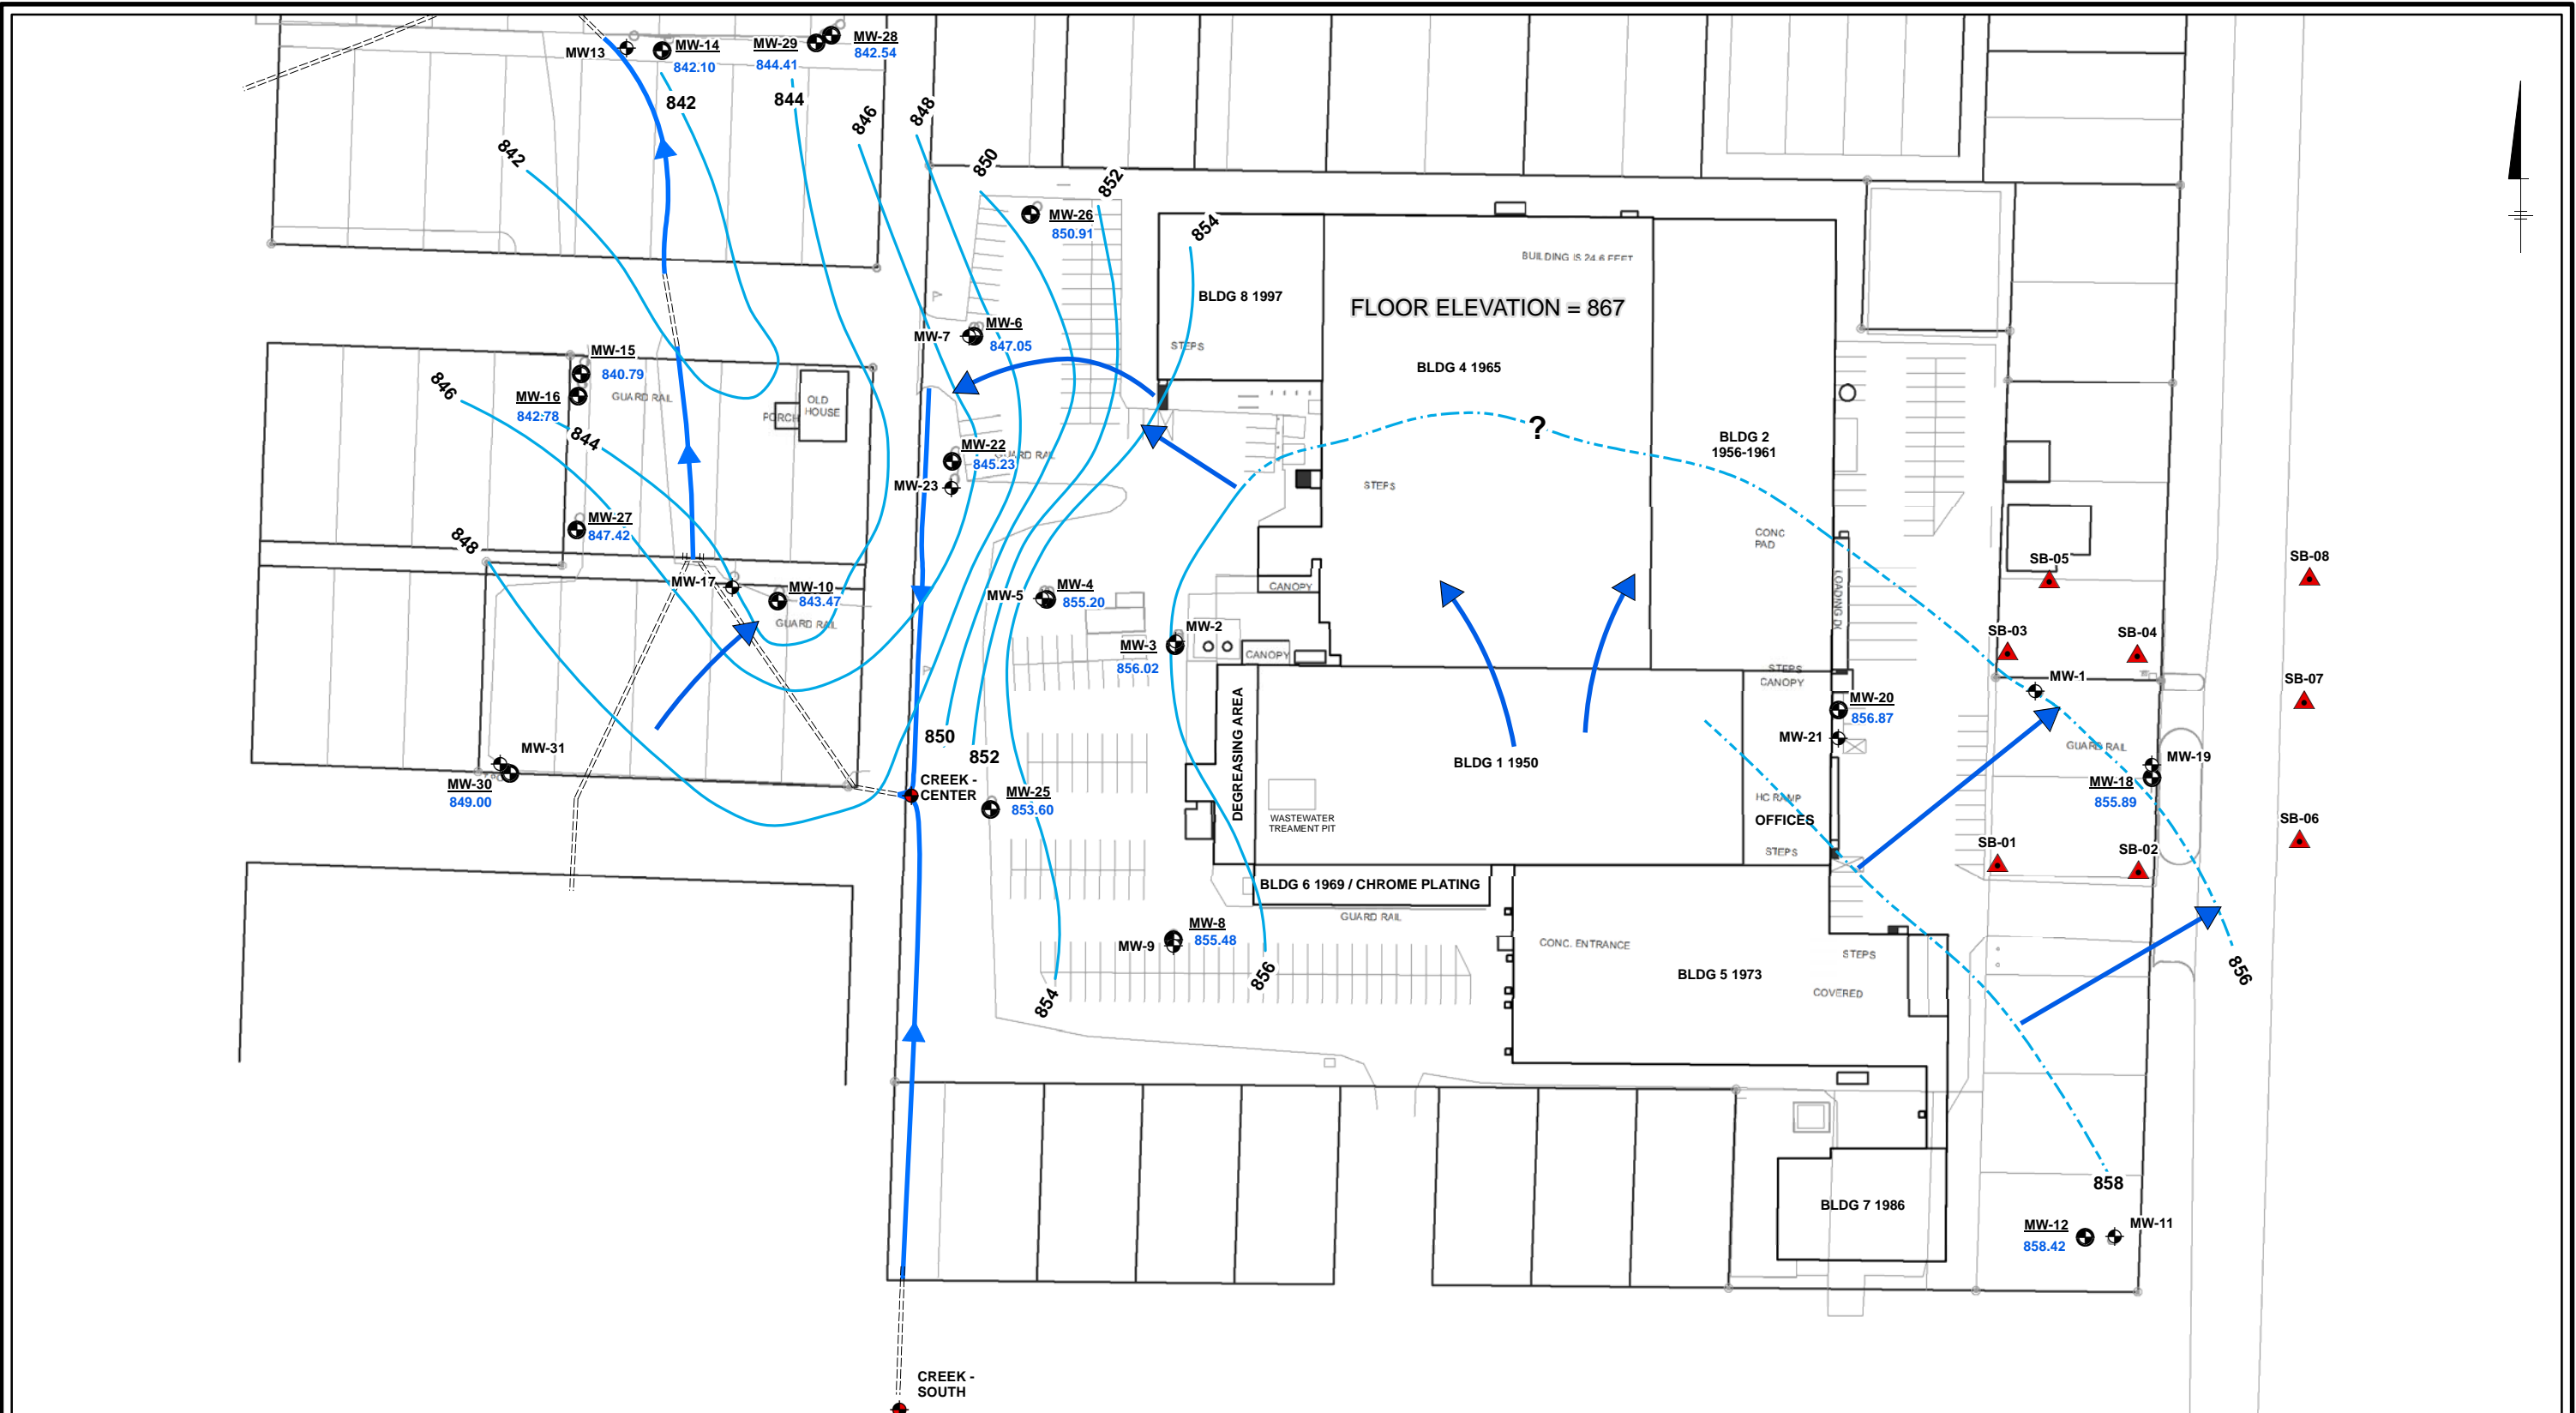 MW13
MW-14
842.10
MW-29
844.41
MW-28
842.54
842
844
846
848
842
850
852
854
MW-26
850.91
BUILDING IS 24.6 FEET
BLDG 8 1997
FLOOR ELEVATION = 867
MW-6
MW-7
847.05
STEPS
BLDG 4 1965
MW-15
840.79
MW-16
842.78
GUARD RAIL
846
844
PORCH
OLD
HOUSE
?
BLDG 2
1956-1961
MW-22
845.23
GUARD RAIL
MW-23
STEPS
MW-27
847.42
848
CONC
PAD
MW-17
MW-10
843.47
GUARD RAIL
MW-4
MW-5
855.20
CANOPY
MW-2
MW-3
856.02
CANOPY
SB-05
SB-08
SB-03
SB-04
MW-1
SB-07
STEPS
CANOPY
MW-20
856.87
MW-21
GUARD RAIL
MW-19
MW-18
855.89
MW-31
MW-30
849.00
850
852
CREEK -
CENTER
MW-25
853.60
DEGREASING AREA
BLDG 1 1950
WASTEWATER
TREAMENT PIT
HC RAMP
OFFICES
STEPS
SB-06
SB-01
SB-02
BLDG 6 1969 / CHROME PLATING
GUARD RAIL
MW-8
MW-9
855.48
CONC. ENTRANCE
STEPS
BLDG 5 1973
COVERED
854
856
856
858
BLDG 7 1986
MW-12
858.42
MW-11
CREEK -
SOUTH